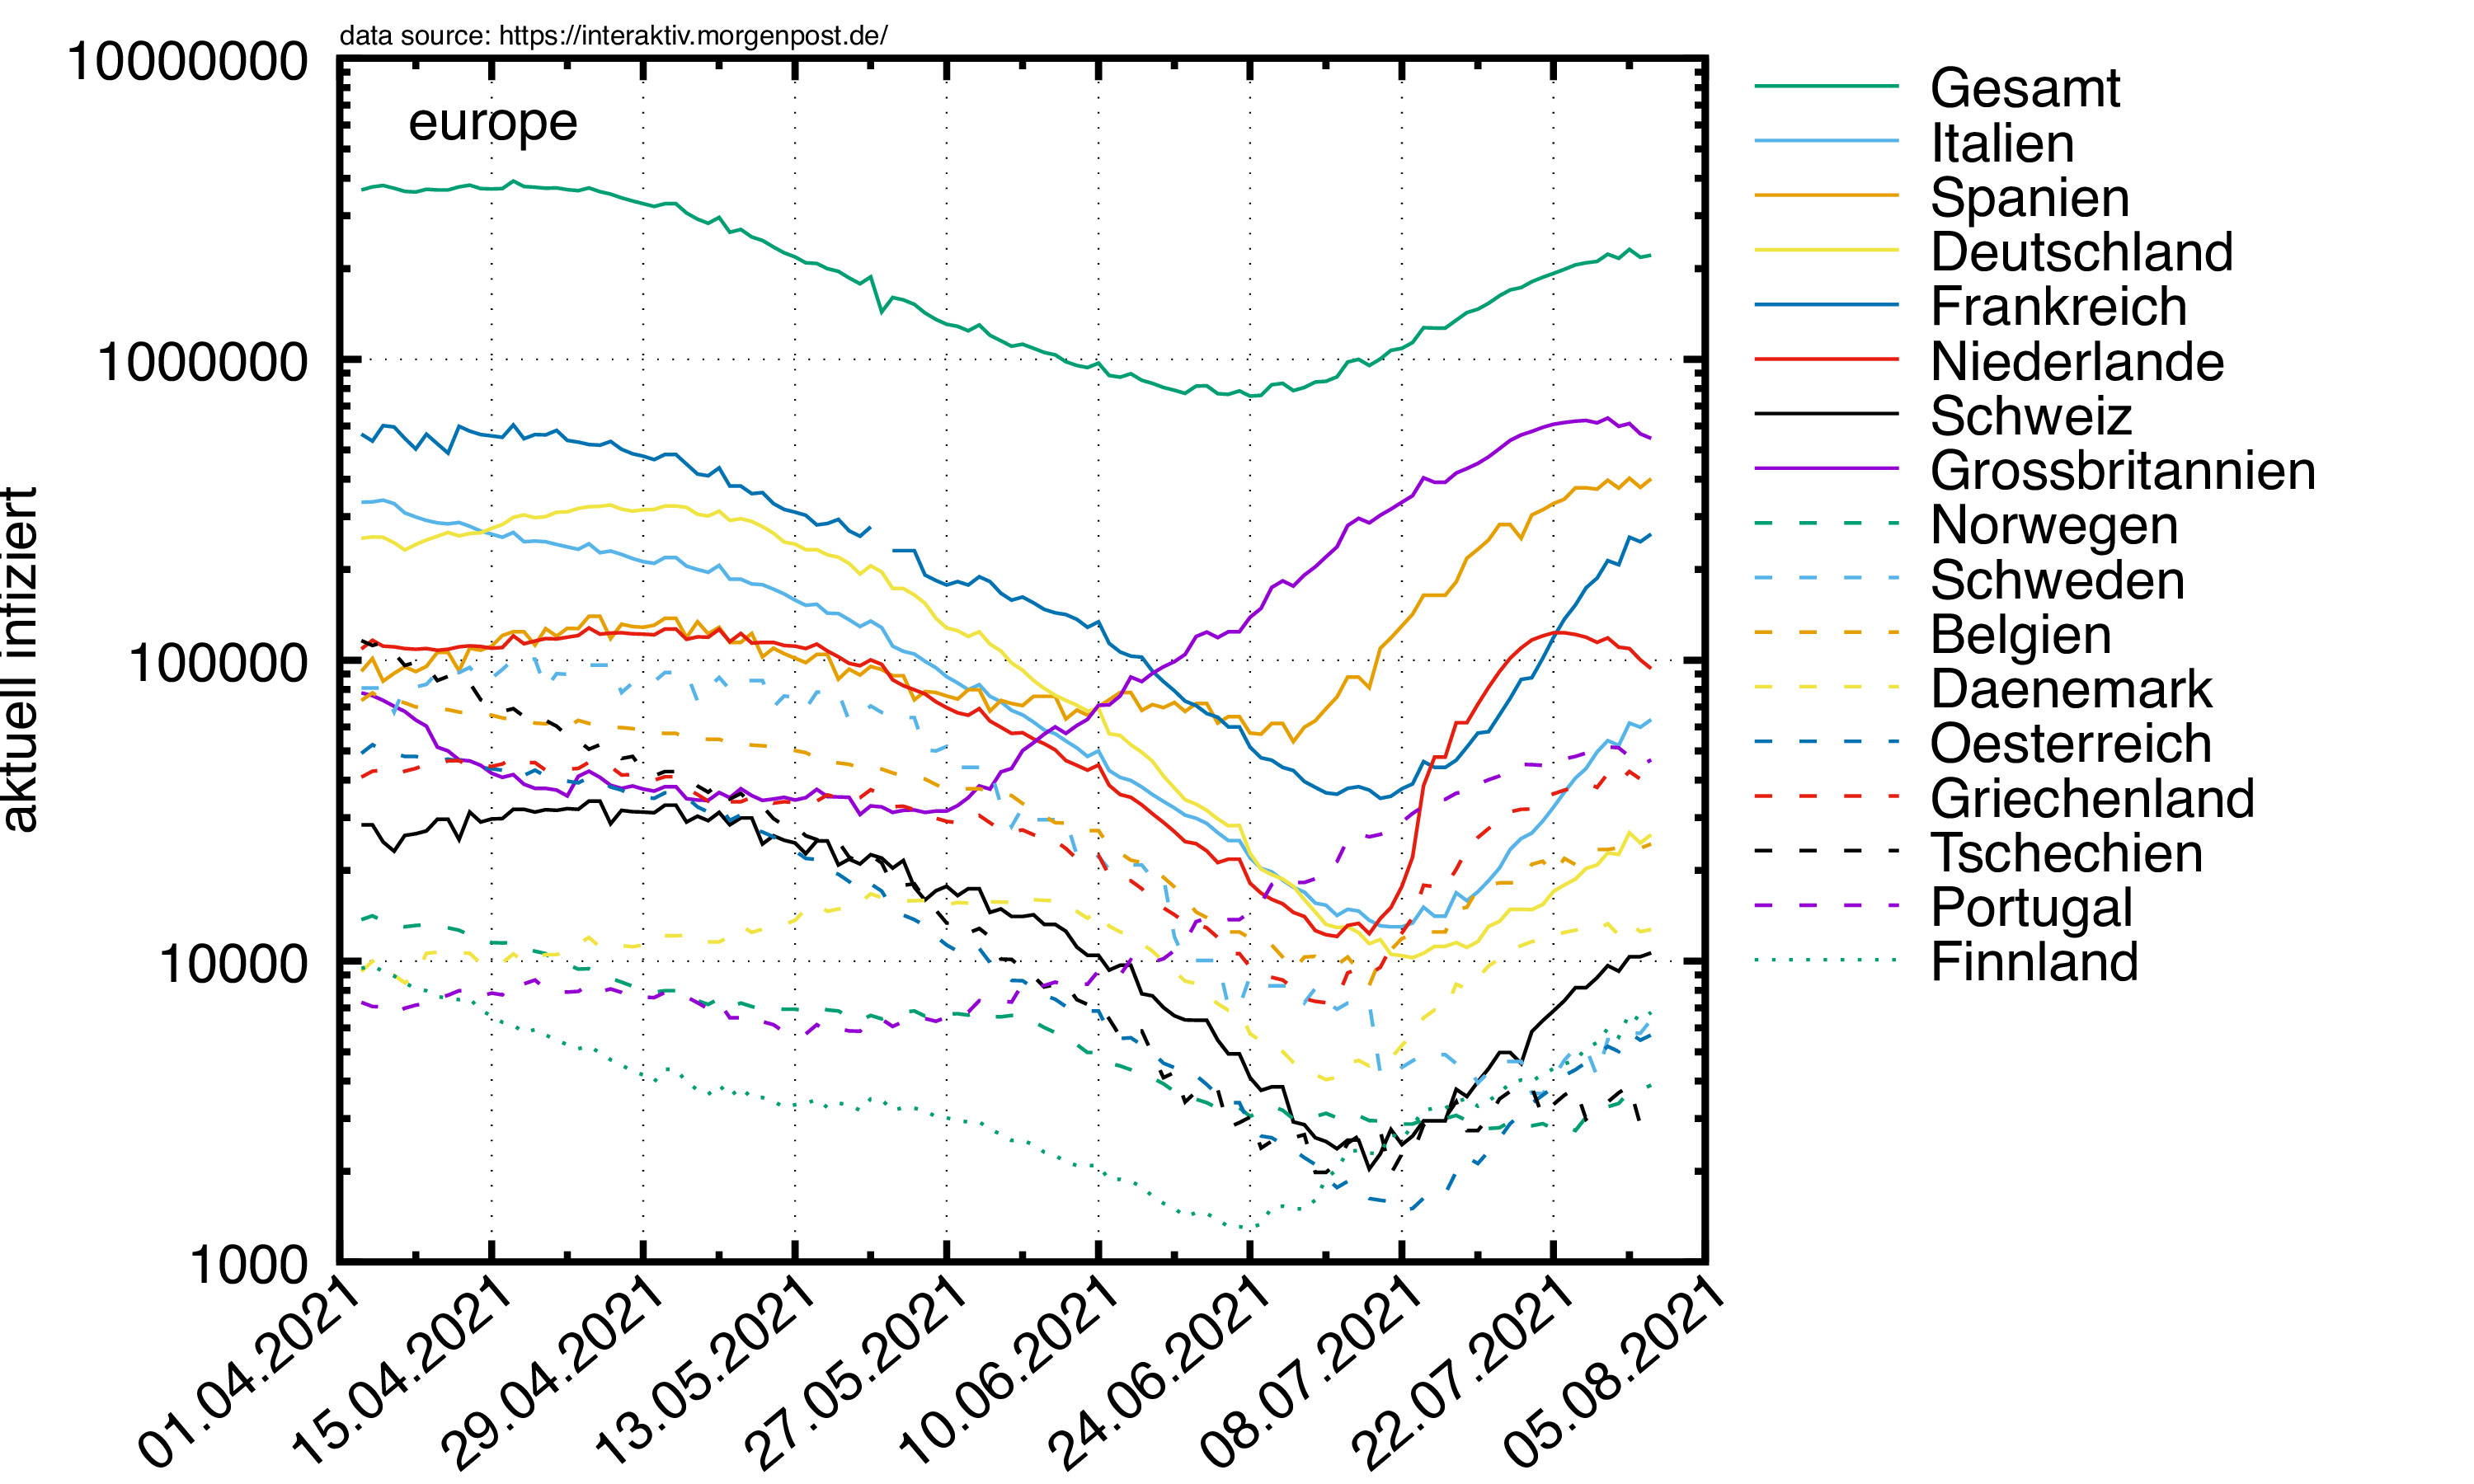 data source: https://interaktiv.morgenpost.de/
europe
aktuell infiziert
10000000
1000000
100000
10000
1000
01.04.2021
15.04.2021
29.04.2021
13.05.2021
27.05.2021
10.06.2021
24.06.2021
08.07.2021
22.07.2021
05.08.2021
Gesamt
Italien
Spanien
Deutschland
Frankreich
Niederlande
Schweiz
Grossbritannien
Norwegen
Schweden
Belgien
Daenemark
Oesterreich
Griechenland
Tschechien
Portugal
Finnland